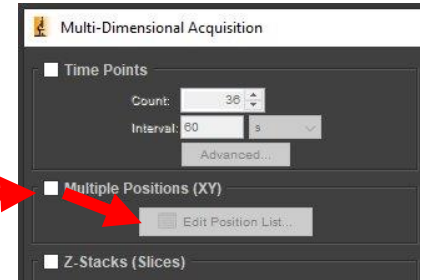 Multi-Dimensional Acquisition
Time Points
Count: 36
Interval: 60 s
Advanced...
Multiple Positions (XY)
Edit Position List...
Z-Stacks (Slices)